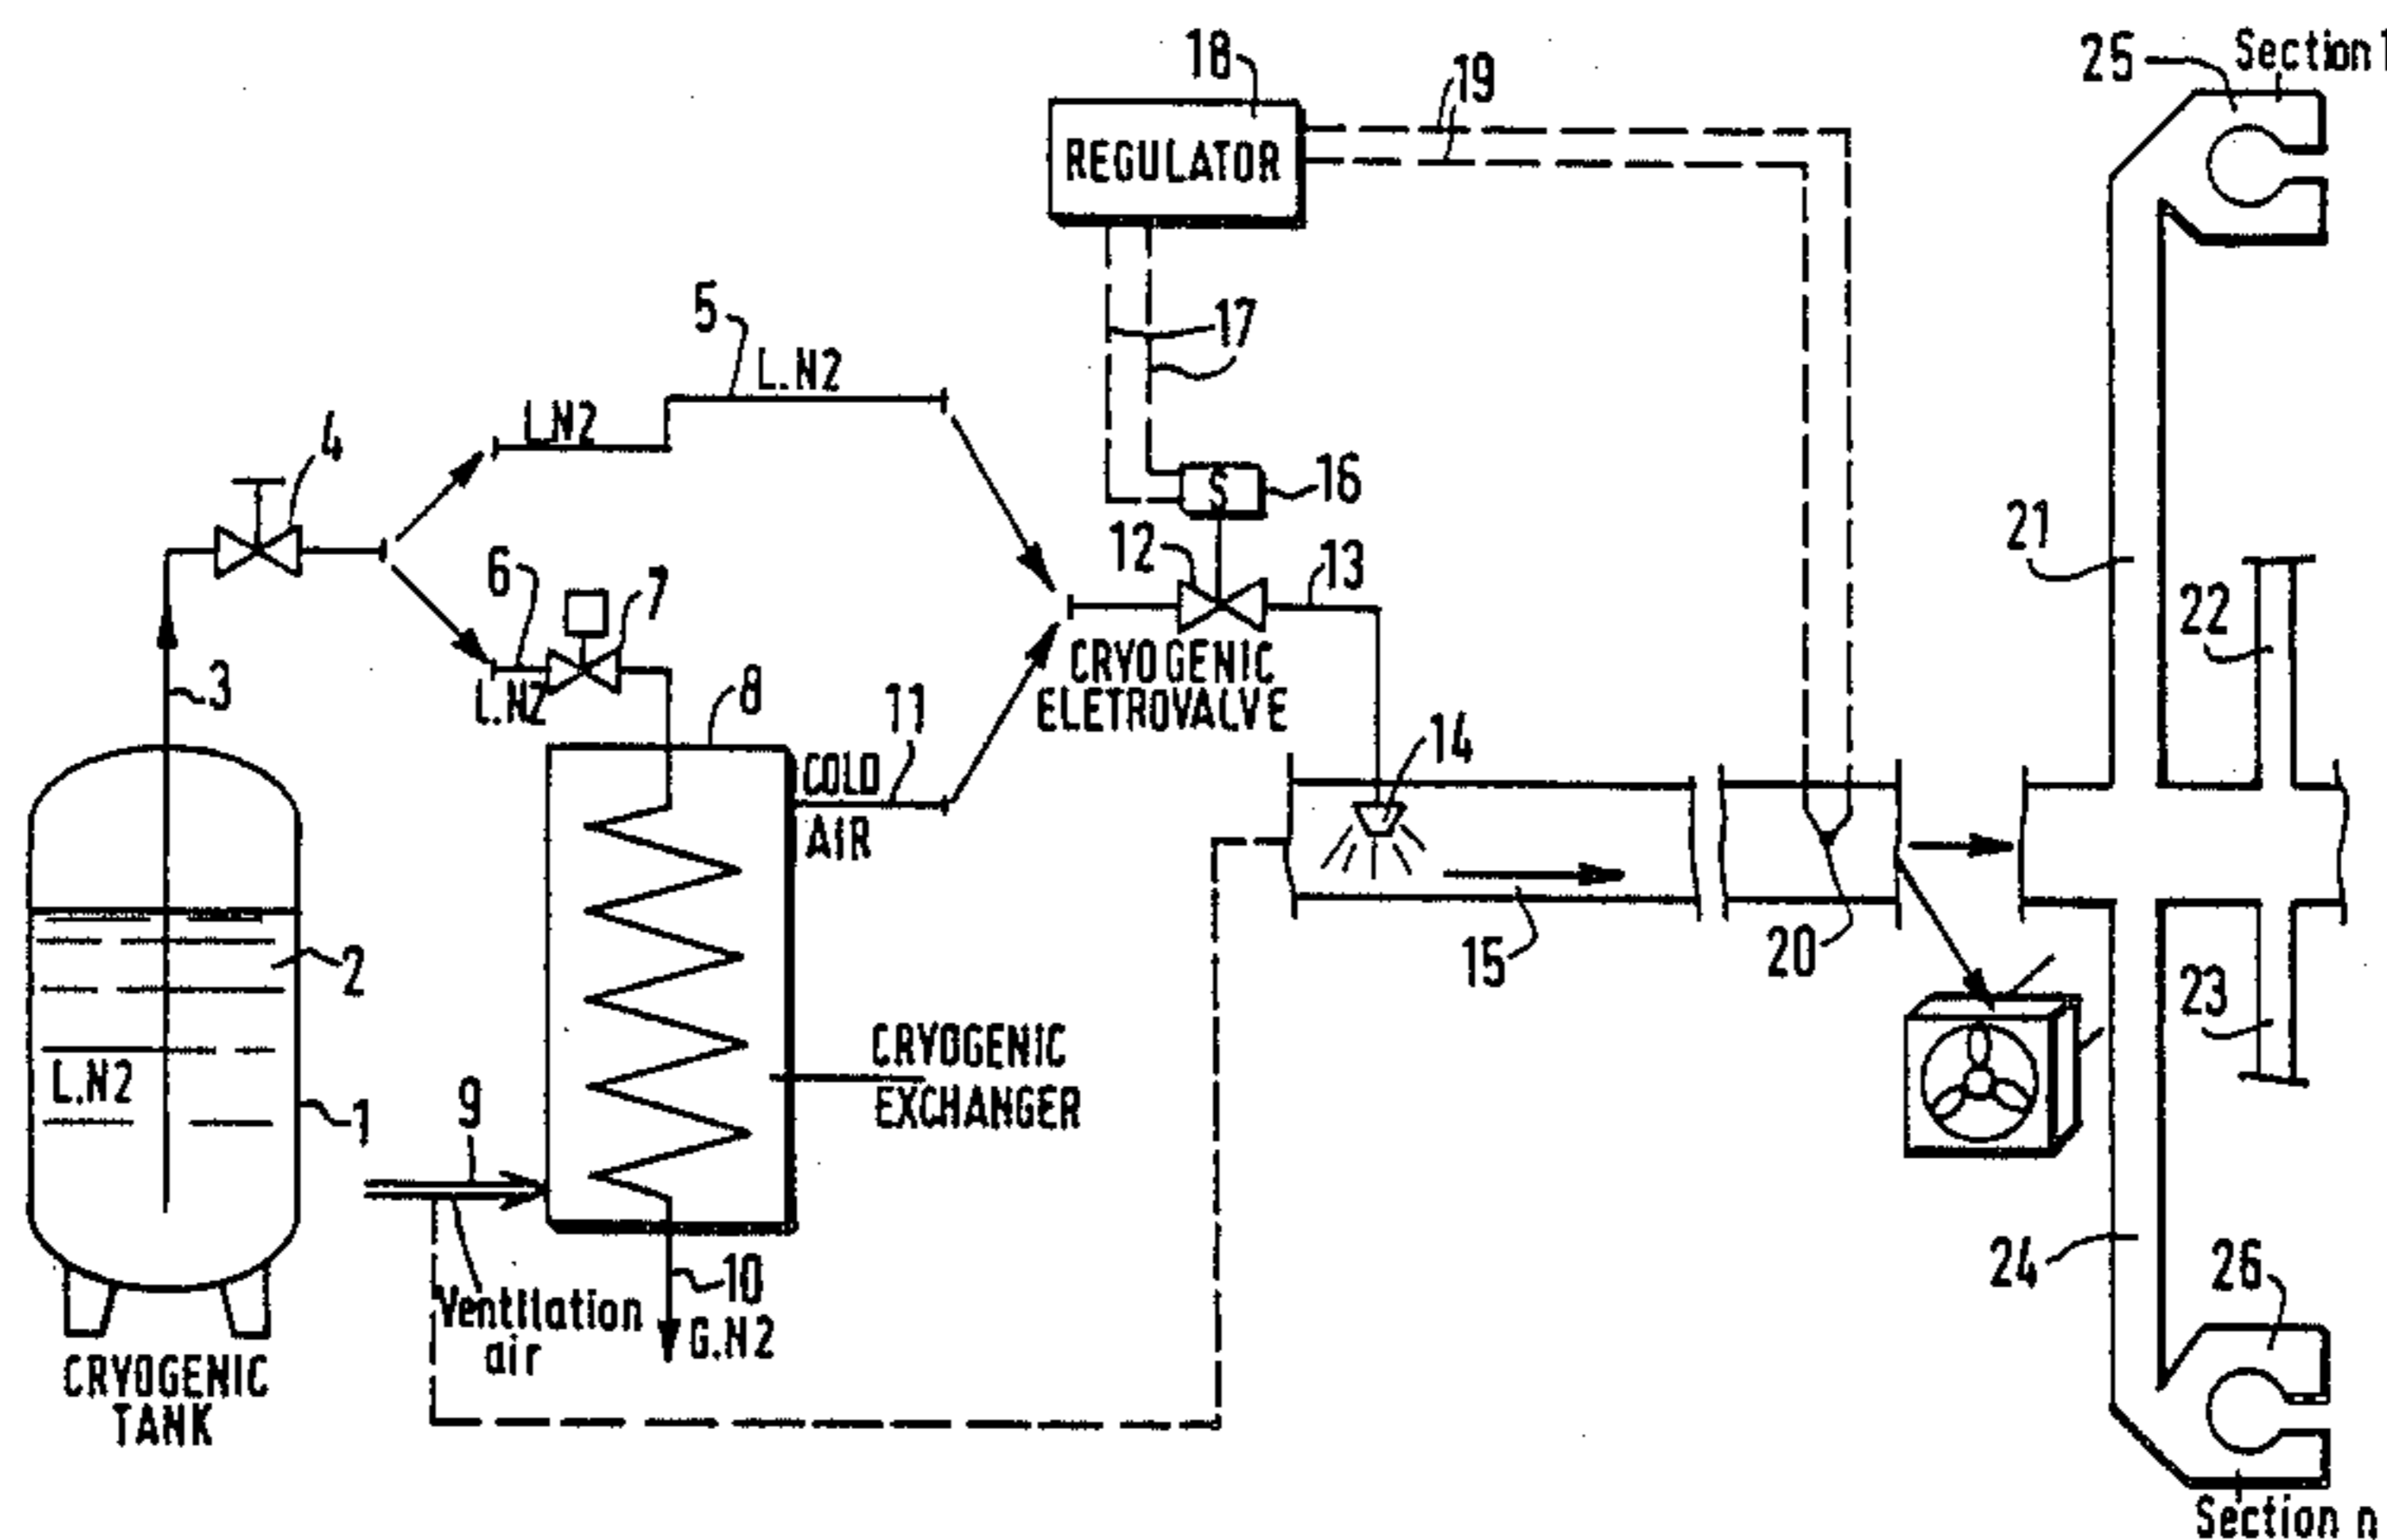 18
19
25
Section 1
REGULATOR
5
L.N2
17
4
L.N2
16
21
12
13
6
7
22
3
L.N2
8
11
CRYOGENIC
ELETROVALVE
14
COLD
AIR
2
15
20
23
L.N2
CRYOGENIC
EXCHANGER
1
9
24
26
10
Ventilation
air
G.N2
CRYOGENIC
TANK
S
Section n